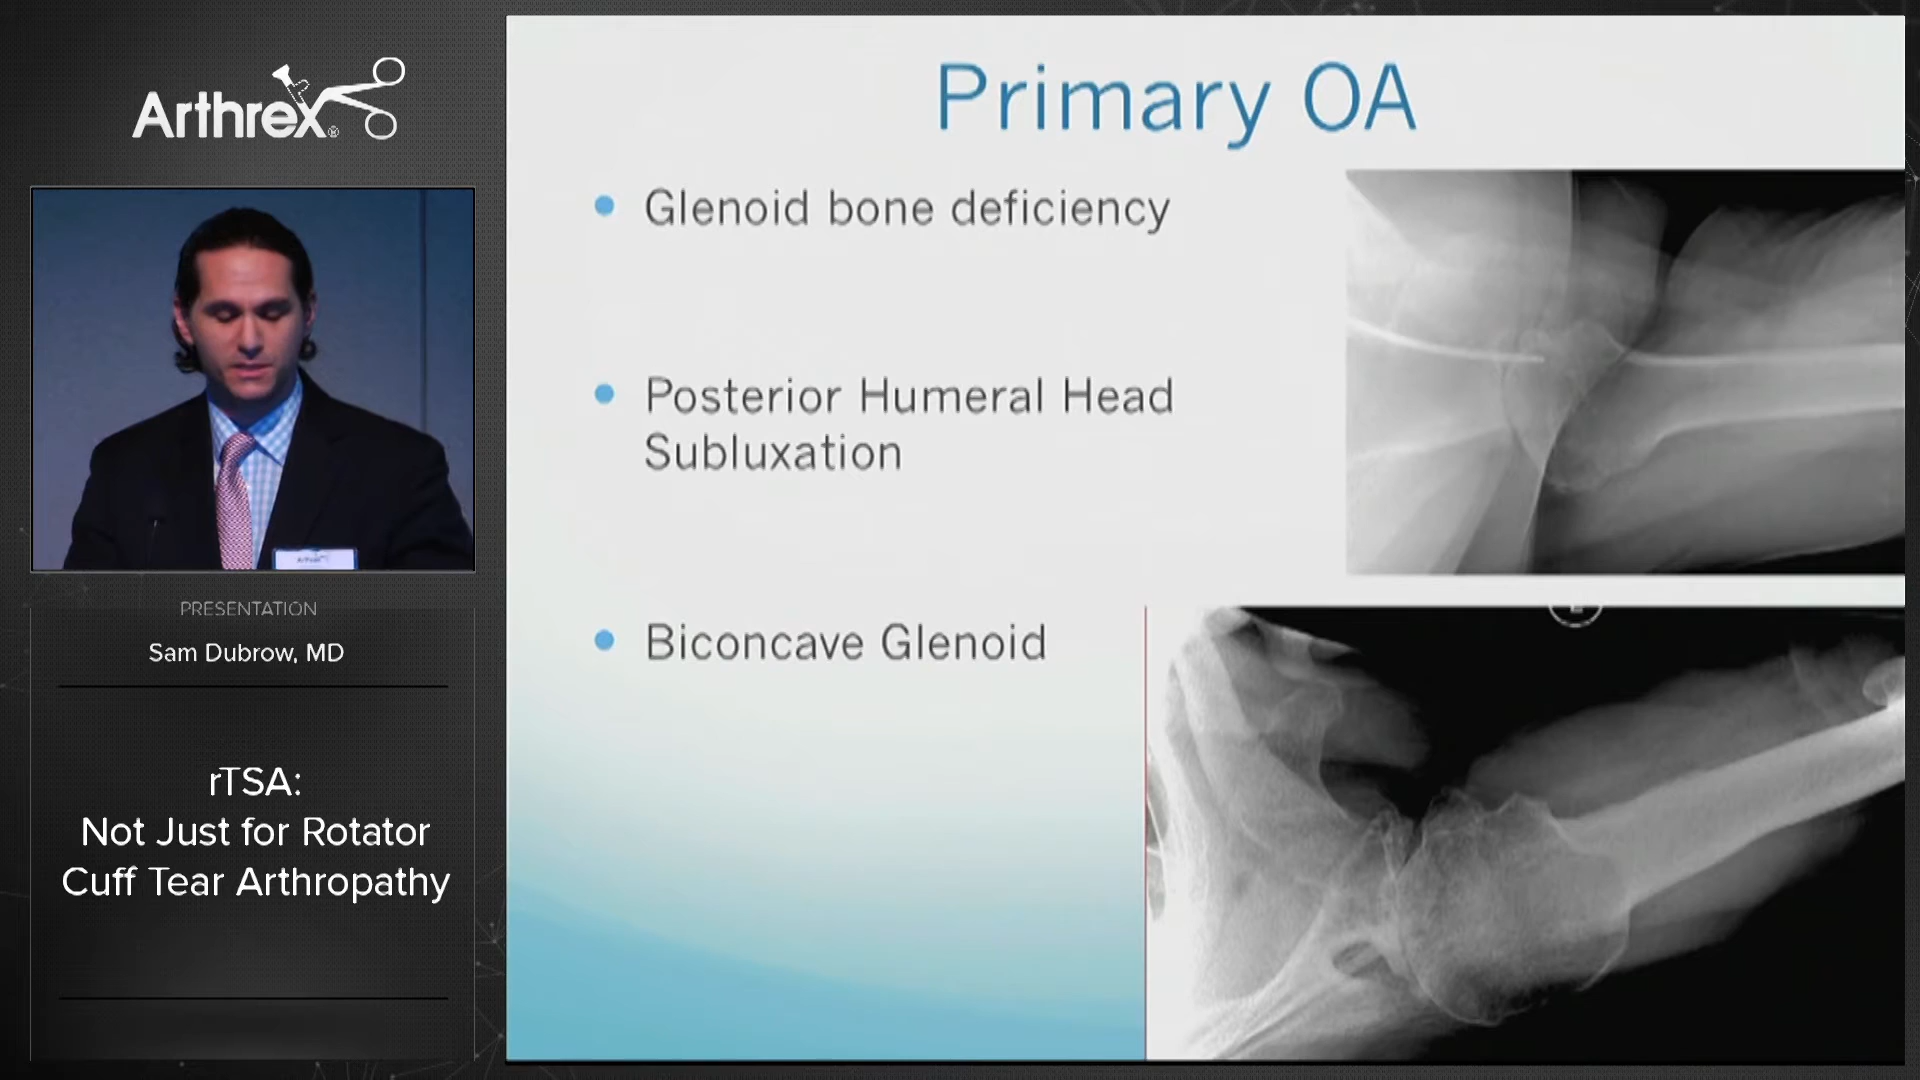 Arthrex®
PRESENTATION
Sam Dubrow, MD
rTSA:
Not Just for Rotator
Cuff Tear Arthropathy
Primary OA
Glenoid bone deficiency
Posterior Humeral Head
Subluxation
Biconcave Glenoid